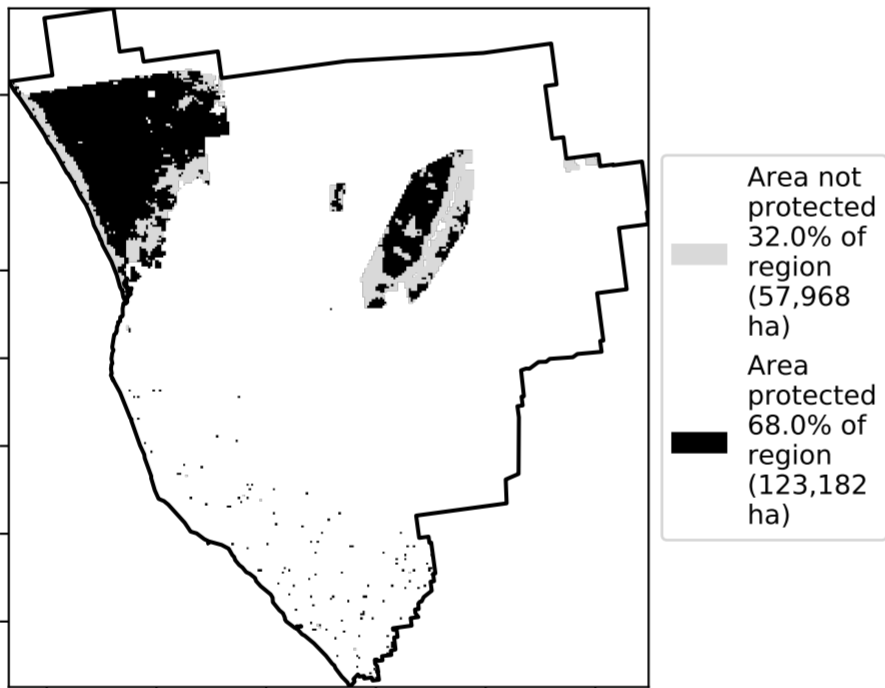 Area not
protected
32.0% of
region
(57,968
ha)
Area
protected
68.0% of
region
(123,182
ha)